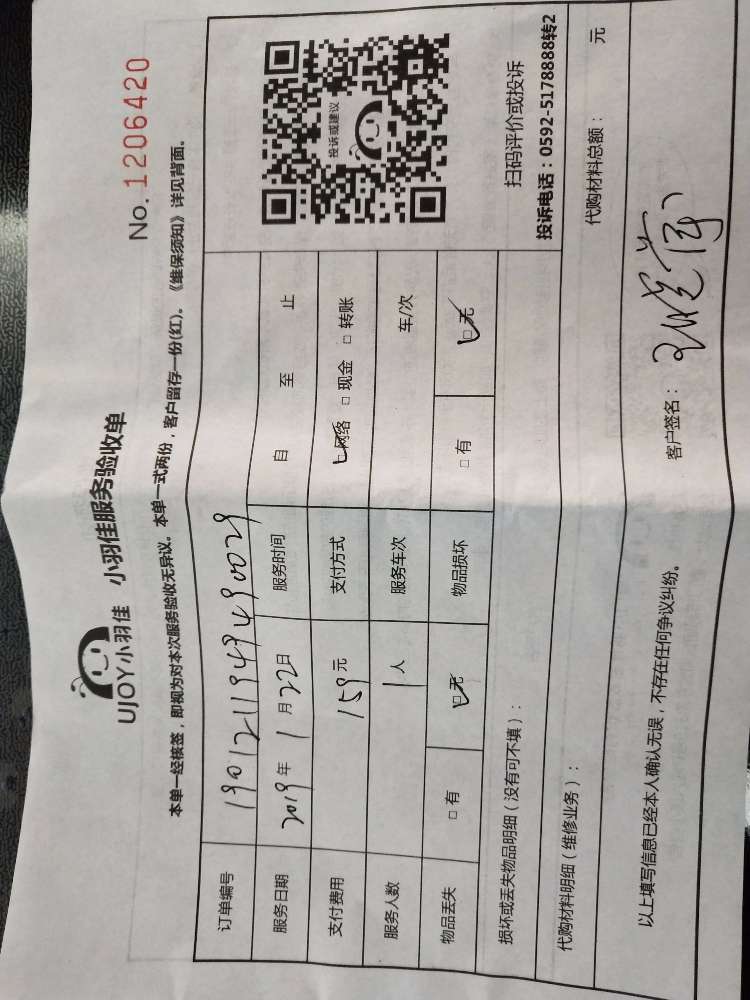 UJOY小羽佳 小羽佳服务验收单
No. 1206420
本单一经核签，即视为对本次服务验收无异议。本单一式两份，客户留存一份(红)。《维保须知》详见背面。
订单编号
服务日期 2019年 1月22日 服务时间 自 至 止
支付费用 159元 支付方式 □网络 □现金 □转账
服务人数 1人 服务车次 车/次
物品丢失 □有 □无 物品损坏 □有 □无
投诉或建议
扫码评价或投诉
投诉电话：0592-5178888转2
损坏或丢失物品明细（没有可不填）：
代购材料明细（维修业务）： 代购材料总额： 元
以上填写信息已经本人确认无误，不存在任何争议纠纷。 客户签名：